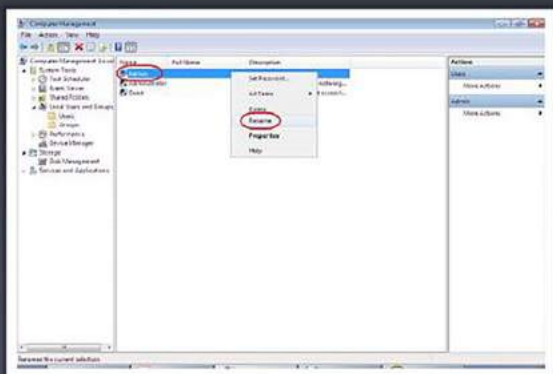 Computer Management
File Action View Help
Computer Management (Local
System Tools
Task Scheduler
Event Viewer
Shared Folders
Local Users and Groups
Users
Groups
Performance
Device Manager
Storage
Disk Management
Services and Applications
Name Full Name Description
Admin
Administrator
Guest
Set Password...
All Tasks
Delete
Rename
Properties
Help
Actions
Users
More Actions
Admin
More Actions
Renames the current selection.